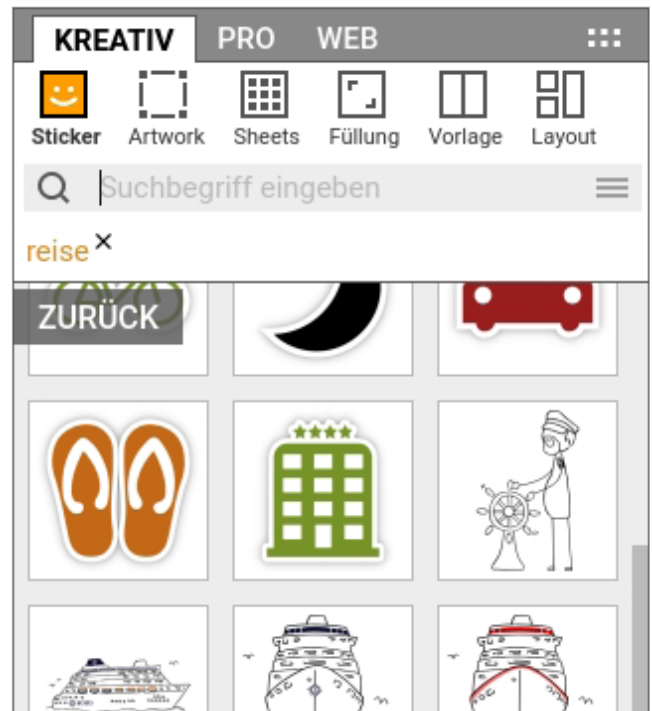 KREATIV PRO WEB
Sticker Artwork Sheets Füllung Vorlage Layout
Suchbegriff eingeben
reise ×
ZURÜCK